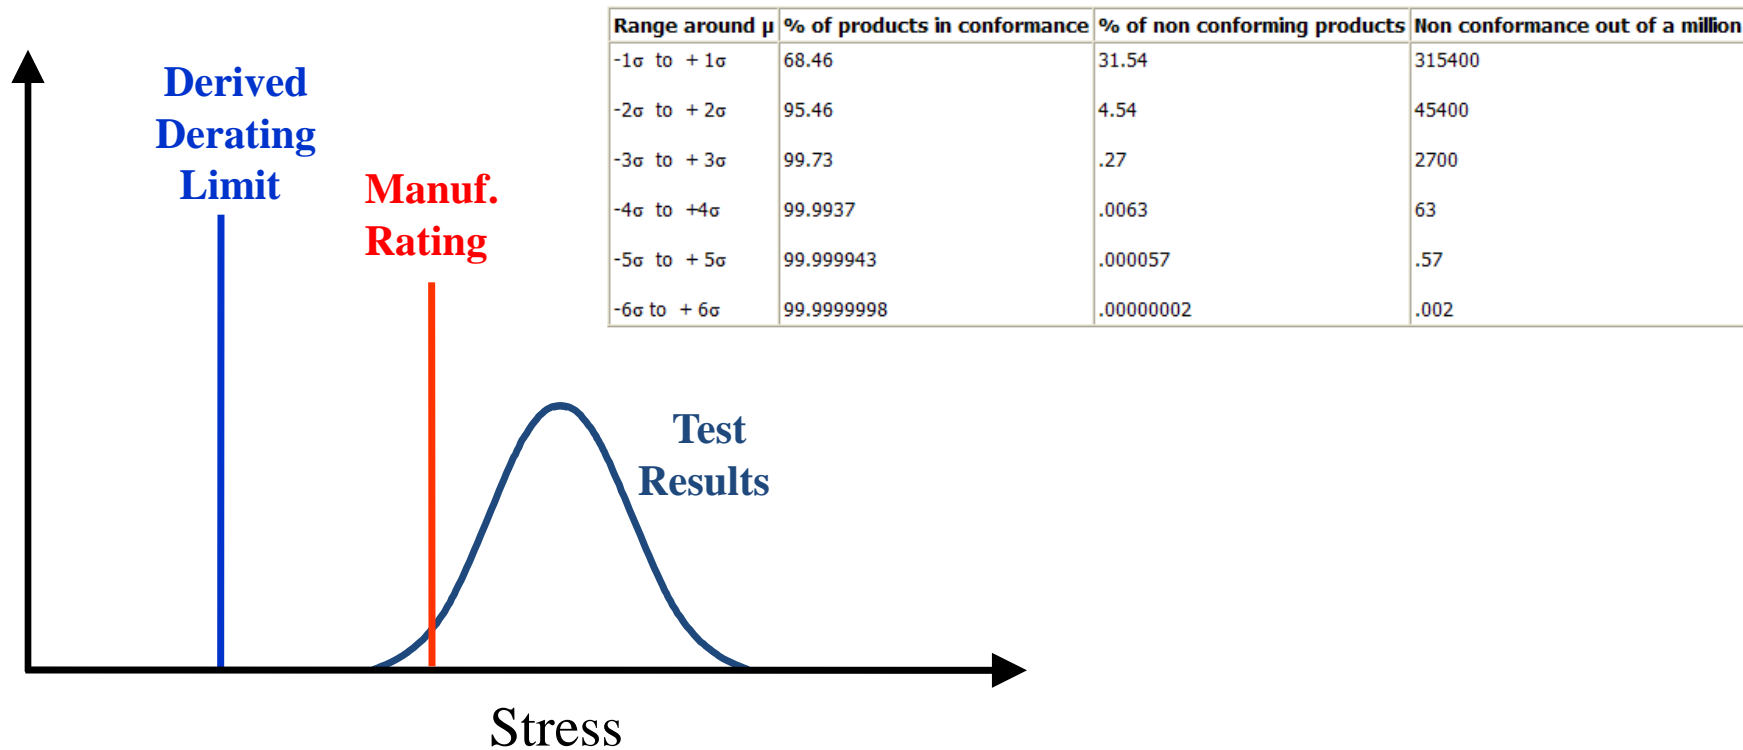 Range around μ % of products in conformance % of non conforming products Non conformance out of a million
-1σ to + 1σ 68.46 31.54 315400
-2σ to + 2σ 95.46 4.54 45400
-3σ to + 3σ 99.73 .27 2700
-4σ to +4σ 99.9937 .0063 63
-5σ to + 5σ 99.999943 .000057 .57
-6σ to + 6σ 99.9999998 .00000002 .002
Derived
Derating
Limit
Manuf.
Rating
Test
Results
Stress